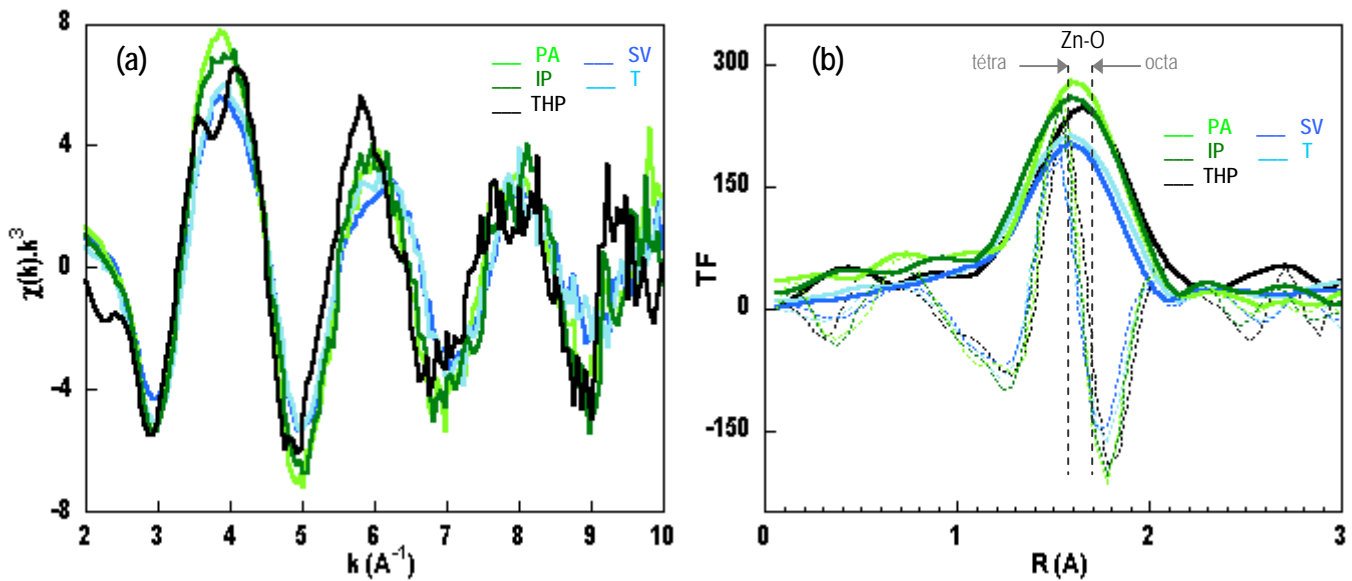 (a)
PA SV
IP T
THP
8
4
0
-4
-8
χ(k).k³
2 3 4 5 6 7 8 9 10
k (A⁻¹)
(b)
Zn-O
tétra octa
PA SV
IP T
THP
300
150
0
-150
TF
0 1 2 3
R (A)